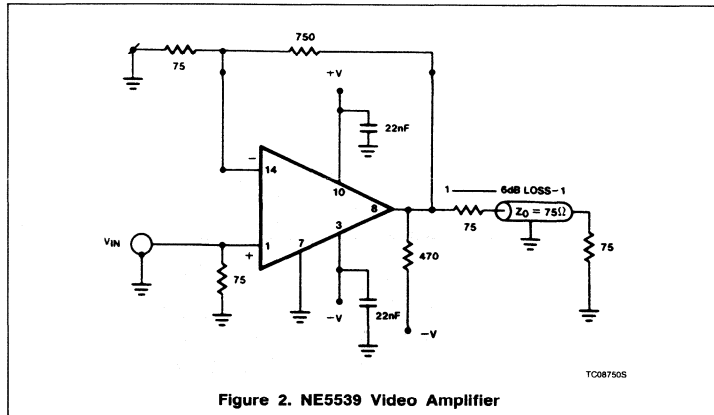 75
750
+V
22nF
−
14
10
1 6dB LOSS-1
8
Z₀ = 75Ω
3
75
VIN
1
7
+
470
75
75
−V
22nF
−V
TC08750S
Figure 2. NE5539 Video Amplifier